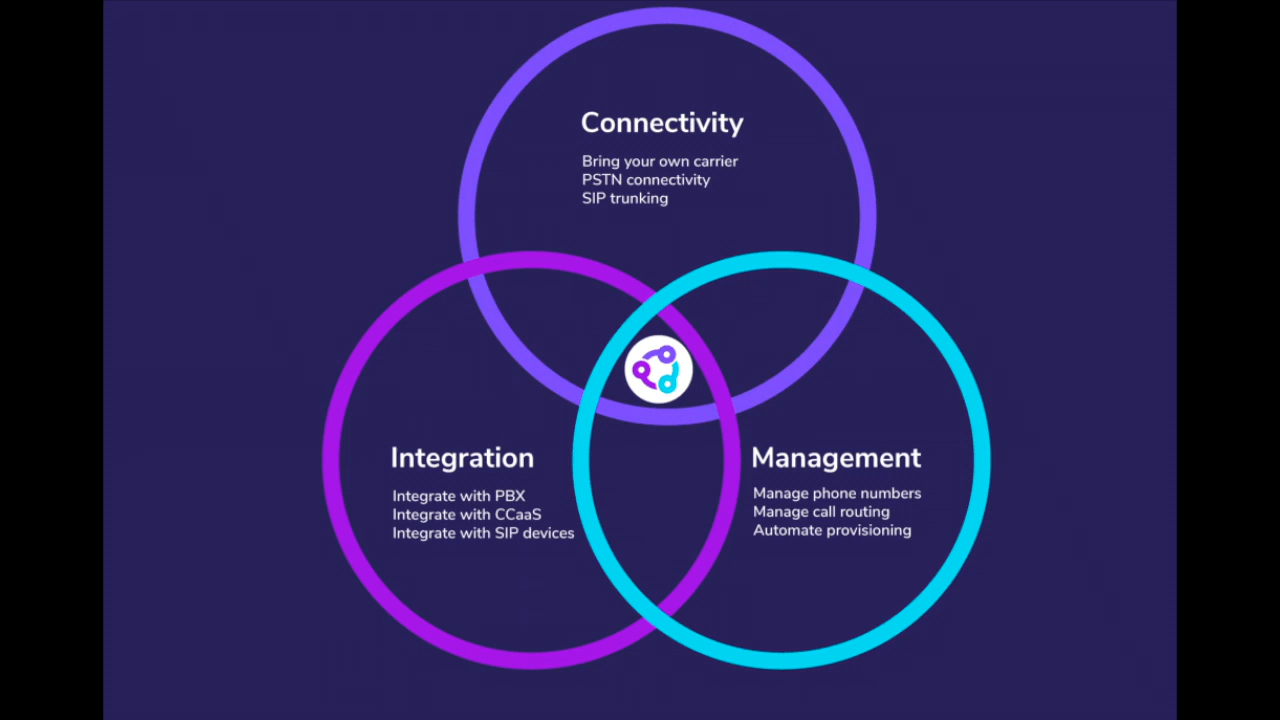 Connectivity
Bring your own carrier
PSTN connectivity
SIP trunking
Integration
Integrate with PBX
Integrate with CCaaS
Integrate with SIP devices
Management
Manage phone numbers
Manage call routing
Automate provisioning